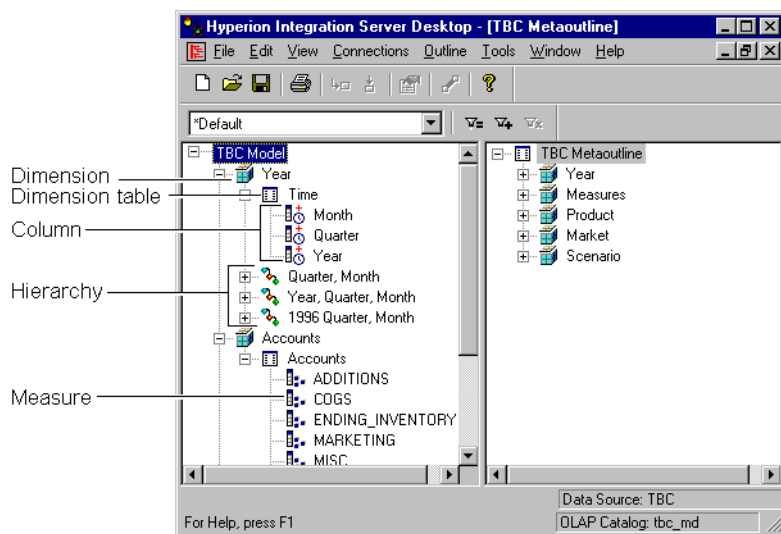 Hyperion Integration Server Desktop - [TBC Metaoutline]
File Edit View Connections Outline Tools Window Help
*Default
TBC Model
Year
Time
Month
Quarter
Year
Quarter, Month
Year, Quarter, Month
1996 Quarter, Month
Accounts
Accounts
ADDITIONS
COGS
ENDING_INVENTORY
MARKETING
MISC
TBC Metaoutline
Year
Measures
Product
Market
Scenario
Dimension
Dimension table
Column
Hierarchy
Measure
Data Source: TBC
For Help, press F1
OLAP Catalog: tbc_md